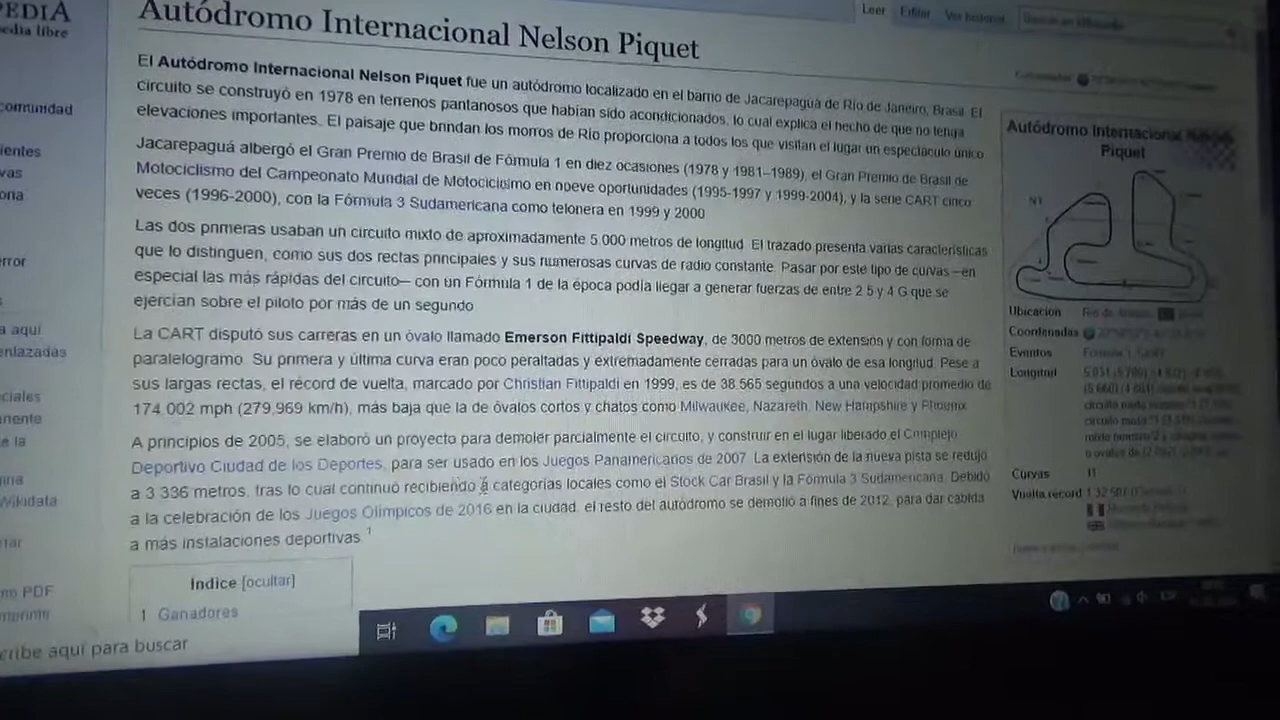 PEDIA
edia libre
Leer Editar Ver historial
Autódromo Internacional Nelson Piquet
El Autódromo Internacional Nelson Piquet fue un autódromo localizado en el barrio de Jacarepaguá de Río de Janeiro, Brasil. El
circuito se construyó en 1978 en terrenos pantanosos que habían sido acondicionados, lo cual explica el hecho de que no tenga
elevaciones importantes. El paisaje que brindan los morros de Río proporciona a todos los que visitan el lugar un espectáculo único
Jacarepaguá albergó el Gran Premio de Brasil de Fórmula 1 en diez ocasiones (1978 y 1981–1989), el Gran Premio de Brasil de
Motociclismo del Campeonato Mundial de Motociclismo en nueve oportunidades (1995-1997 y 1999-2004), y la serie CART cinco
veces (1996-2000), con la Fórmula 3 Sudamericana como telonera en 1999 y 2000
Las dos primeras usaban un circuito mixto de aproximadamente 5.000 metros de longitud. El trazado presenta varias características
que lo distinguen, como sus dos rectas principales y sus numerosas curvas de radio constante. Pasar por este tipo de curvas –en
especial las más rápidas del circuito– con un Fórmula 1 de la época podía llegar a generar fuerzas de entre 2.5 y 4 G que se
ejercían sobre el piloto por más de un segundo
La CART disputó sus carreras en un óvalo llamado Emerson Fittipaldi Speedway, de 3000 metros de extensión y con forma de
paralelogramo. Su primera y última curva eran poco peraltadas y extremadamente cerradas para un óvalo de esa longitud. Pese a
sus largas rectas, el récord de vuelta, marcado por Christian Fittipaldi en 1999, es de 38.565 segundos a una velocidad promedio de
174.002 mph (279,969 km/h), más baja que la de óvalos cortos y chatos como Milwaukee, Nazareth, New Hampshire y Phoenix
A principios de 2005, se elaboró un proyecto para demoler parcialmente el circuito, y construir en el lugar liberado el Complejo
Deportivo Ciudad de los Deportes, para ser usado en los Juegos Panamericanos de 2007. La extensión de la nueva pista se redujo
a 3 336 metros, tras lo cual continuó recibiendo a categorías locales como el Stock Car Brasil y la Fórmula 3 Sudamericana. Debido
a la celebración de los Juegos Olímpicos de 2016 en la ciudad, el resto del autódromo se demolió a fines de 2012, para dar cabida
a más instalaciones deportivas.1
Índice [ocultar]
1 Ganadores
Autódromo Internacional Nelson
Piquet
Ubicación
Coordenadas
Eventos
Longitud
Curvas 11
Vuelta récord
comunidad
ientes
vas
oria
error
a aquí
enlazadas
ciales
nente
e la
ina
Wikidata
itar
mo PDF
mprimir
cribe aquí para buscar